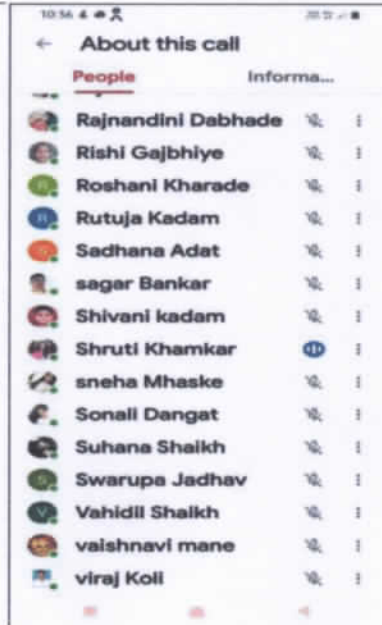 10:56
About this call
People Informa...
Rajnandini Dabhade
Rishi Gajbhiye
R Roshani Kharade
R Rutuja Kadam
S Sadhana Adat
sagar Bankar
Shivani kadam
Shruti Khamkar
sneha Mhaske
Sonali Dangat
Suhana Shaikh
S Swarupa Jadhav
V Vahidil Shaikh
vaishnavi mane
viraj Koli